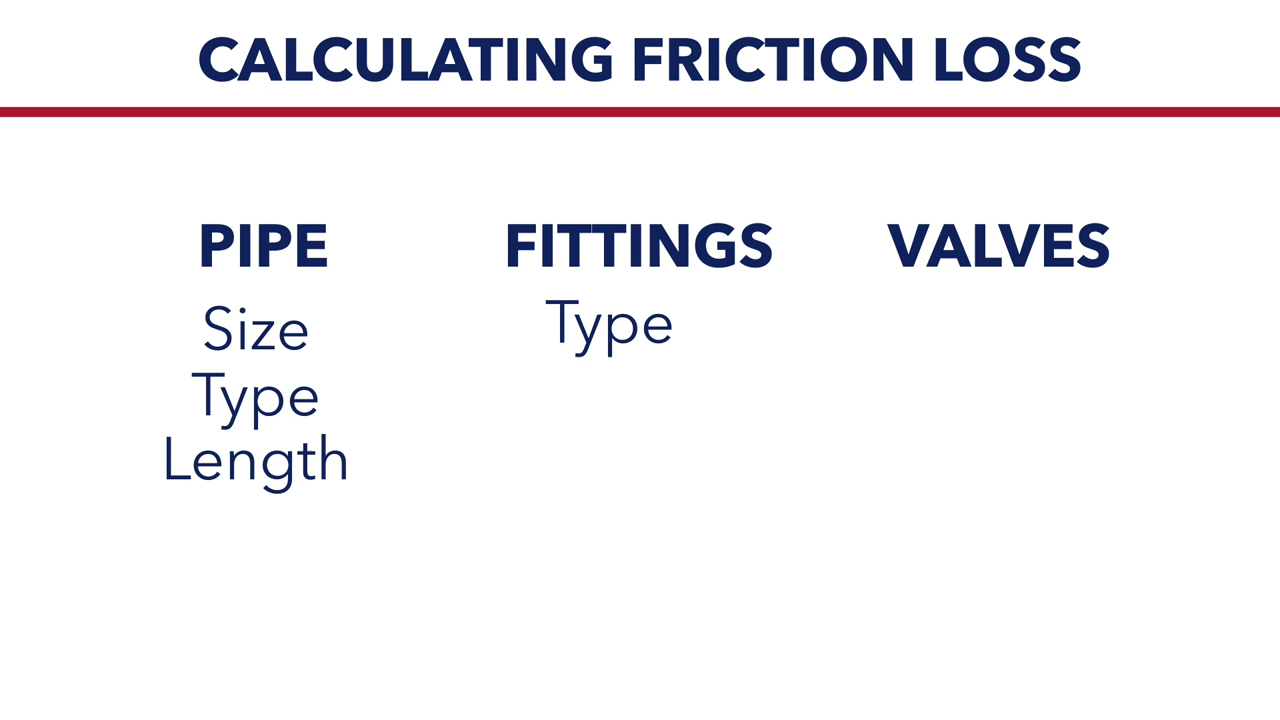 CALCULATING FRICTION LOSS
PIPE
Size
Type
Length
FITTINGS
Type
VALVES